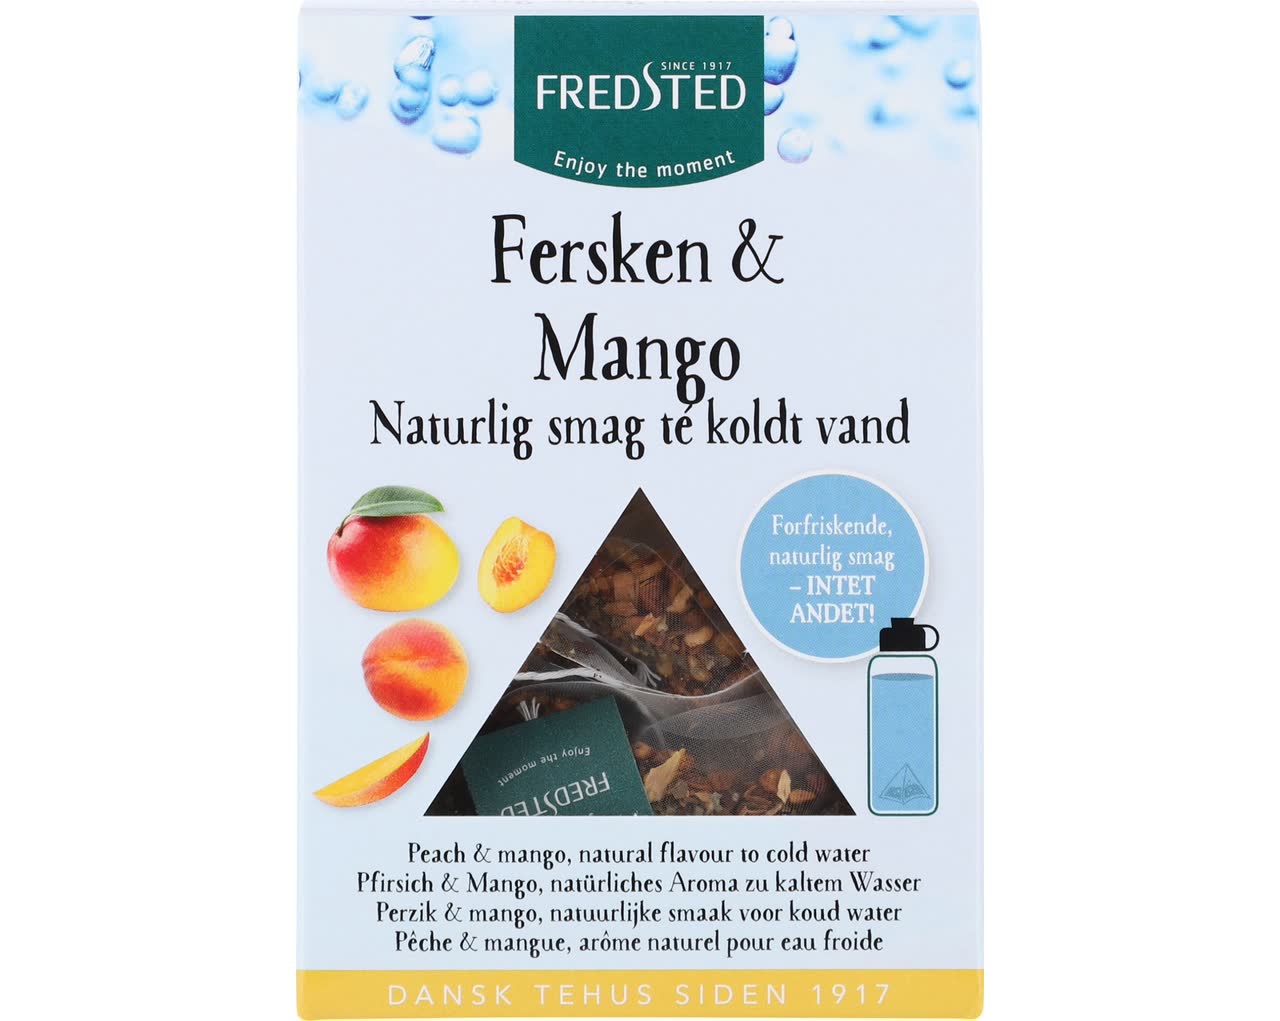 SINCE 1917
FREDSTED
Enjoy the moment
Fersken &
Mango
Naturlig smag té koldt vand
Forfriskende,
naturlig smag
– INTET
ANDET!
Enjoy the moment
FREDSTED
Peach & mango, natural flavour to cold water
Pfirsich & Mango, natürliches Aroma zu kaltem Wasser
Perzik & mango, natuurlijke smaak voor koud water
Pêche & mangue, arôme naturel pour eau froide
DANSK TEHUS SIDEN 1917